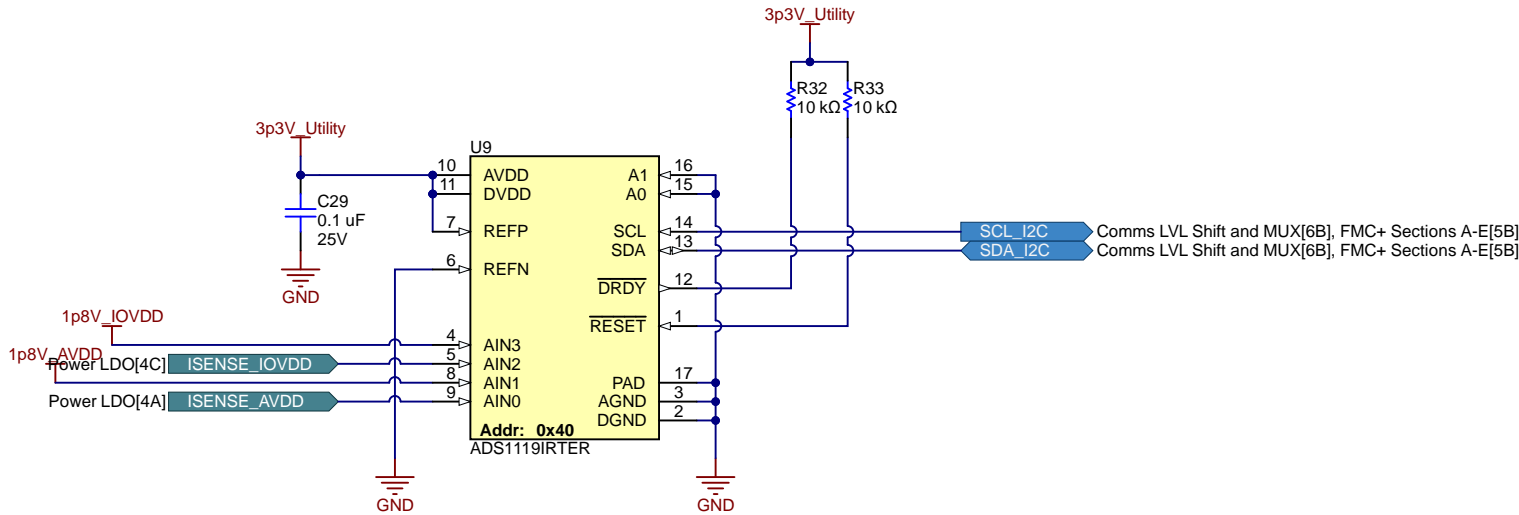 3p3V_Utility
R32
10 kΩ
R33
10 kΩ
3p3V_Utility
C29
0.1 uF
25V
GND
U9
10 AVDD
11 DVDD
7 REFP
6 REFN
4 AIN3
5 AIN2
8 AIN1
9 AIN0
A1 16
A0 15
SCL 14
SDA 13
DRDY 12
RESET 1
PAD 17
AGND 3
DGND 2
Addr: 0x40
ADS1119IRTER
SCL_I2C Comms LVL Shift and MUX[6B], FMC+ Sections A-E[5B]
SDA_I2C Comms LVL Shift and MUX[6B], FMC+ Sections A-E[5B]
1p8V_IOVDD
1p8V_AVDD
Power LDO[4C] ISENSE_IOVDD
Power LDO[4A] ISENSE_AVDD
GND
GND